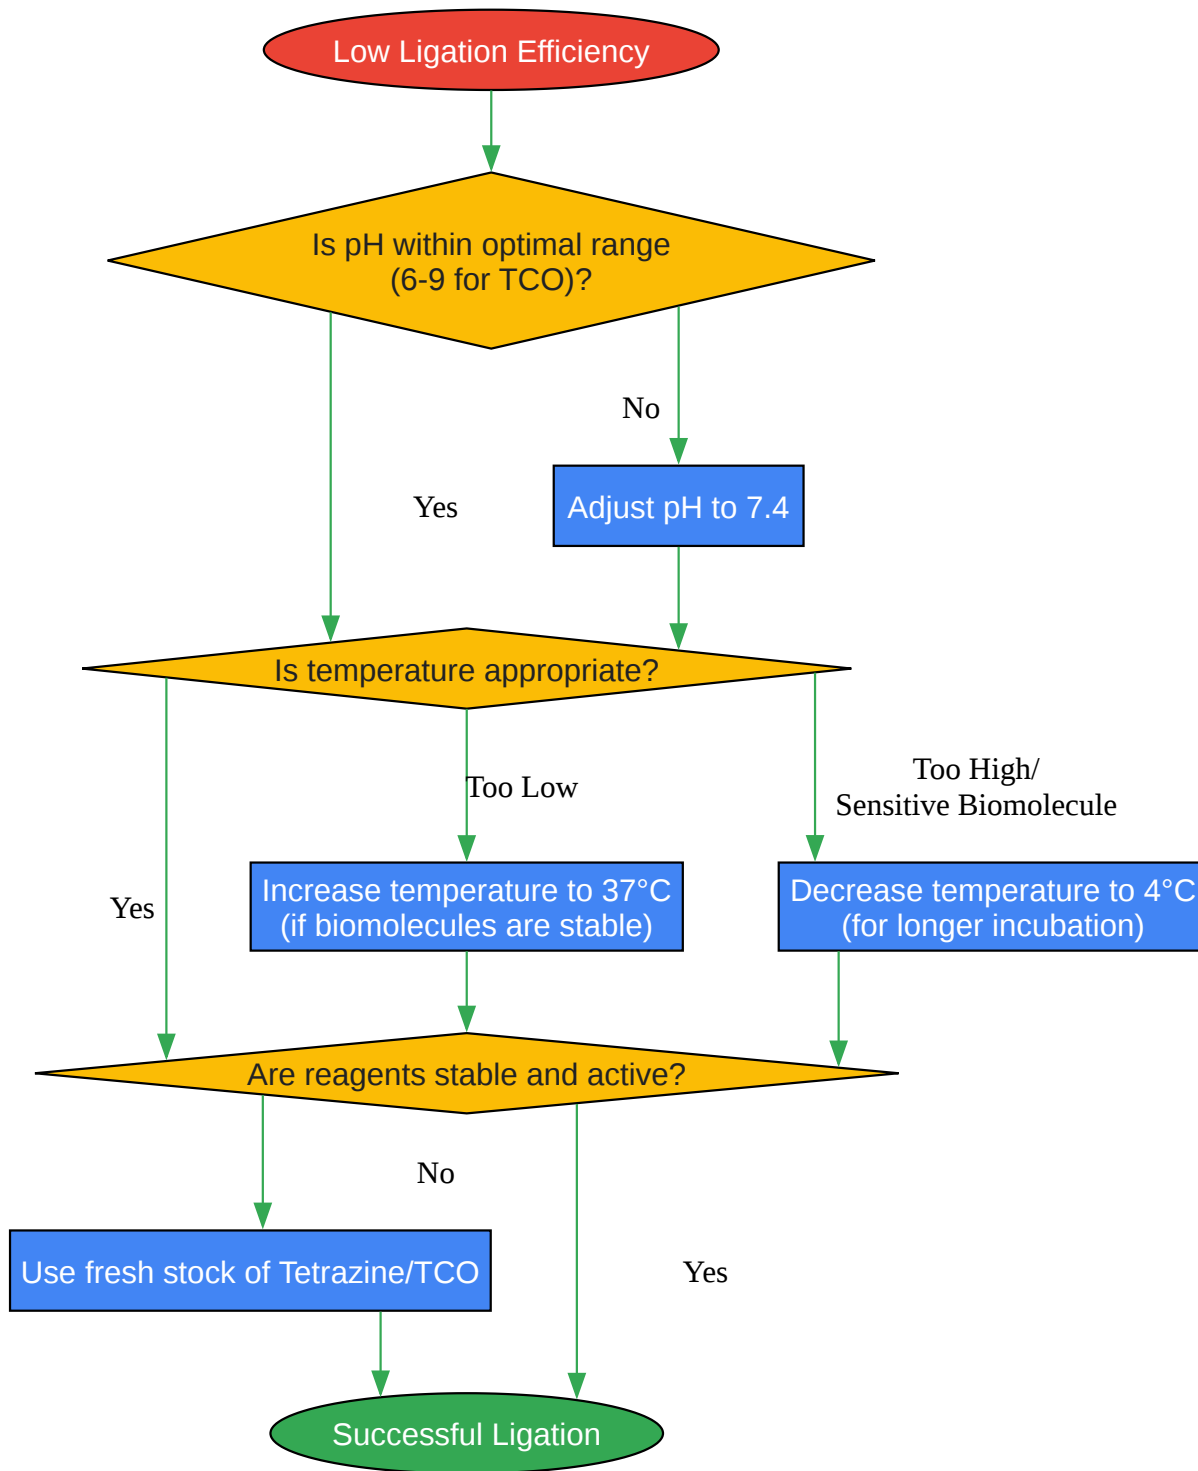 Low Ligation Efficiency
Is pH within optimal range
(6-9 for TCO)?
No
Yes
Adjust pH to 7.4
Is temperature appropriate?
Too Low
Too High/
Sensitive Biomolecule
Yes
Increase temperature to 37°C
(if biomolecules are stable)
Decrease temperature to 4°C
(for longer incubation)
Are reagents stable and active?
No
Use fresh stock of Tetrazine/TCO
Yes
Successful Ligation